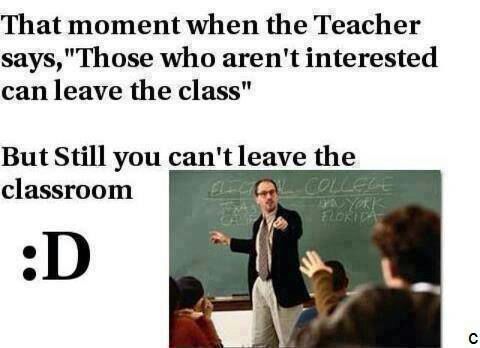 That moment when the Teacher
says,"Those who aren't interested
can leave the class"
But Still you can't leave the
classroom
:D
COLLEGE
NEW YORK
FLORIDA
c